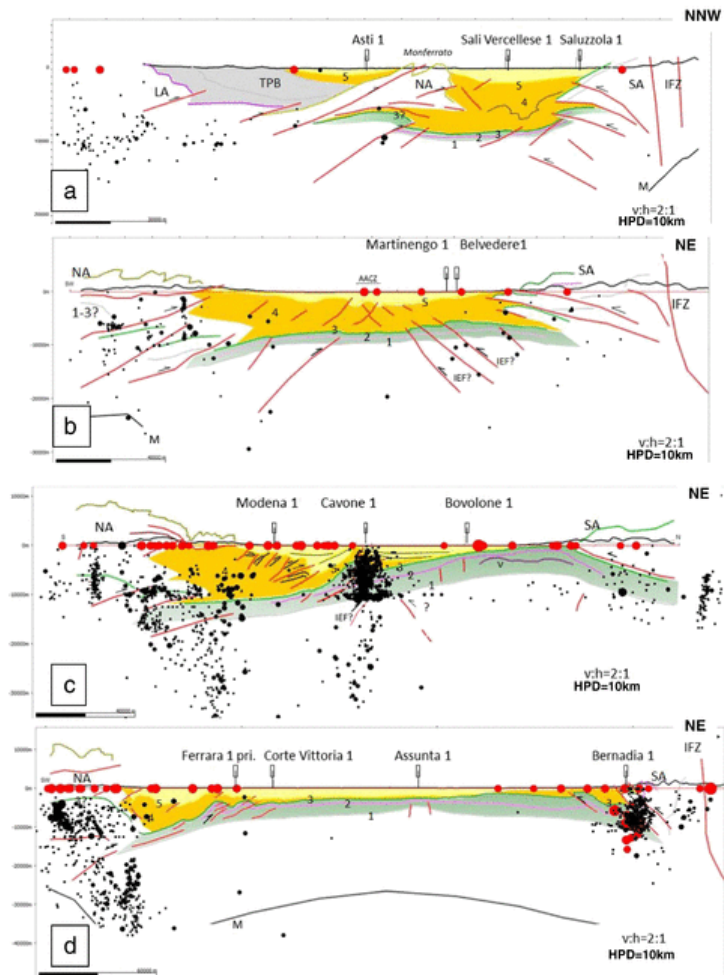 NNW
Asti 1
Monferrato
Sali Vercellese 1
Saluzzola 1
LA
TPB
5
NA
5
4
SA
IFZ
3?
1
2
3
M
10000
a
v:h=2:1
HPD=10km
NE
Martinengo 1
Belvedere1
NA
AACZ
SA
1-3?
4
5
3
2
1
IFZ
IEF?
IEF?
b
M
v:h=2:1
HPD=10km
NE
Modena 1
Cavone 1
Bovolone 1
NA
SA
S
N
4
3
2
1
v
IEF?
?
c
v:h=2:1
HPD=10km
NE
Ferrara 1 pri.
Corte Vittoria 1
Assunta 1
Bernadia 1
IFZ
NA
SA
5
4
3
2
1
3
M
d
v:h=2:1
HPD=10km